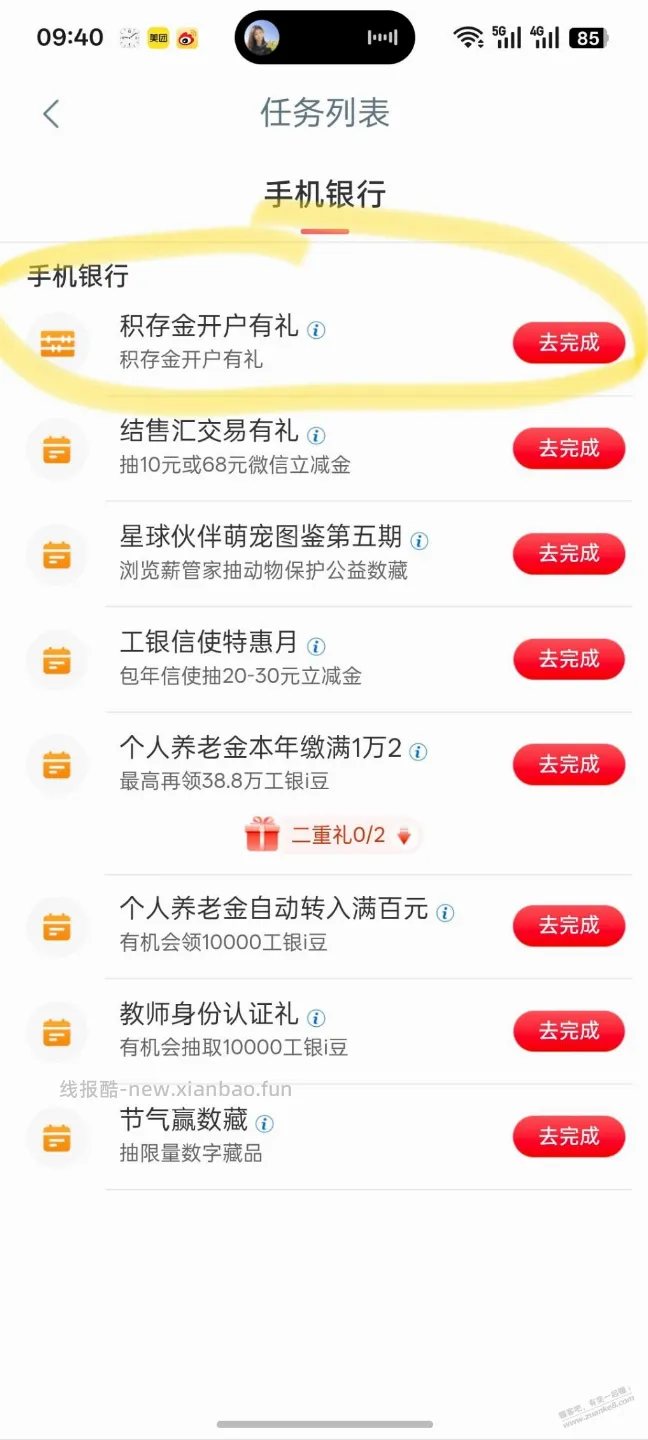 09:40
美团
5G
4G
85
任务列表
手机银行
手机银行
积存金开户有礼
积存金开户有礼
去完成
结售汇交易有礼
抽10元或68元微信立减金
去完成
星球伙伴萌宠图鉴第五期
浏览薪管家抽动物保护公益数藏
去完成
工银信使特惠月
包年信使抽20-30元立减金
去完成
个人养老金本年缴满1万2
最高再领38.8万工银i豆
去完成
二重礼0/2
个人养老金自动转入满百元
有机会领10000工银i豆
去完成
教师身份认证礼
有机会抽取10000工银i豆
去完成
线报酷-new.xianbao.fun
节气赢数藏
抽限量数字藏品
去完成
www.zuanke8.com